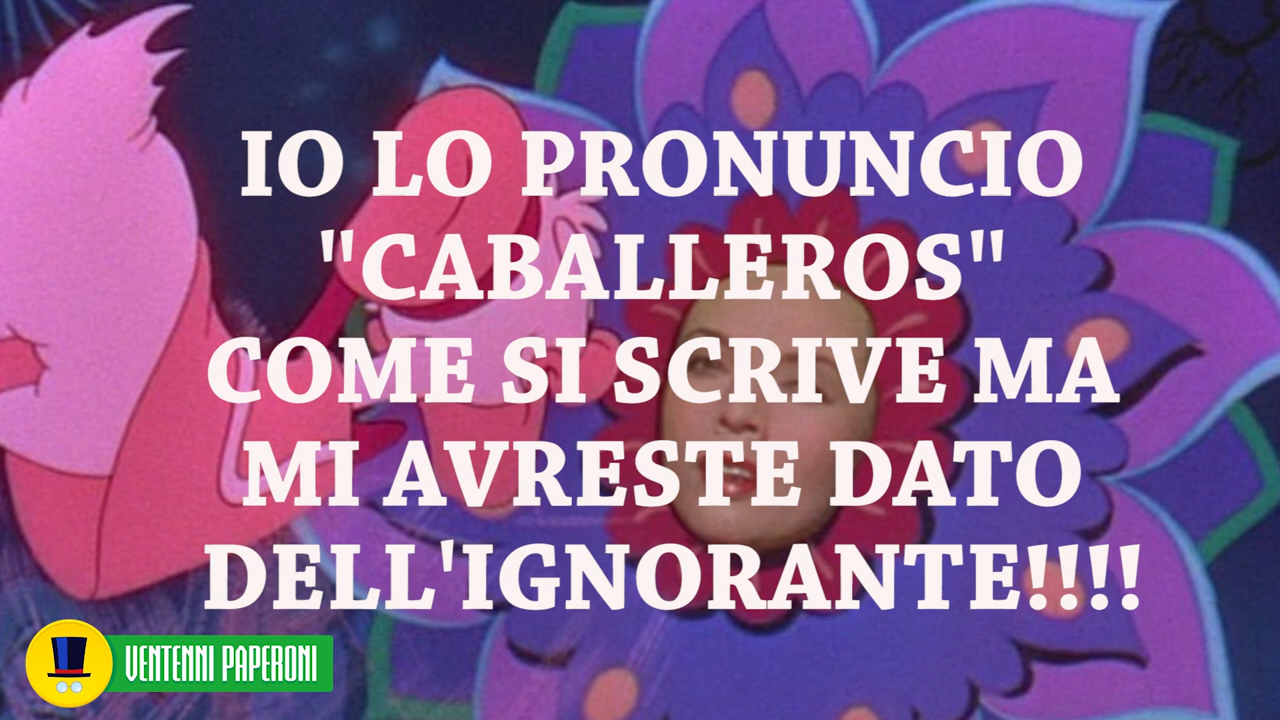 IO LO PRONUNCIO
"CABALLEROS"
COME SI SCRIVE MA
MI AVRESTE DATO
DELL'IGNORANTE!!!!
VENTENNI PAPERONI